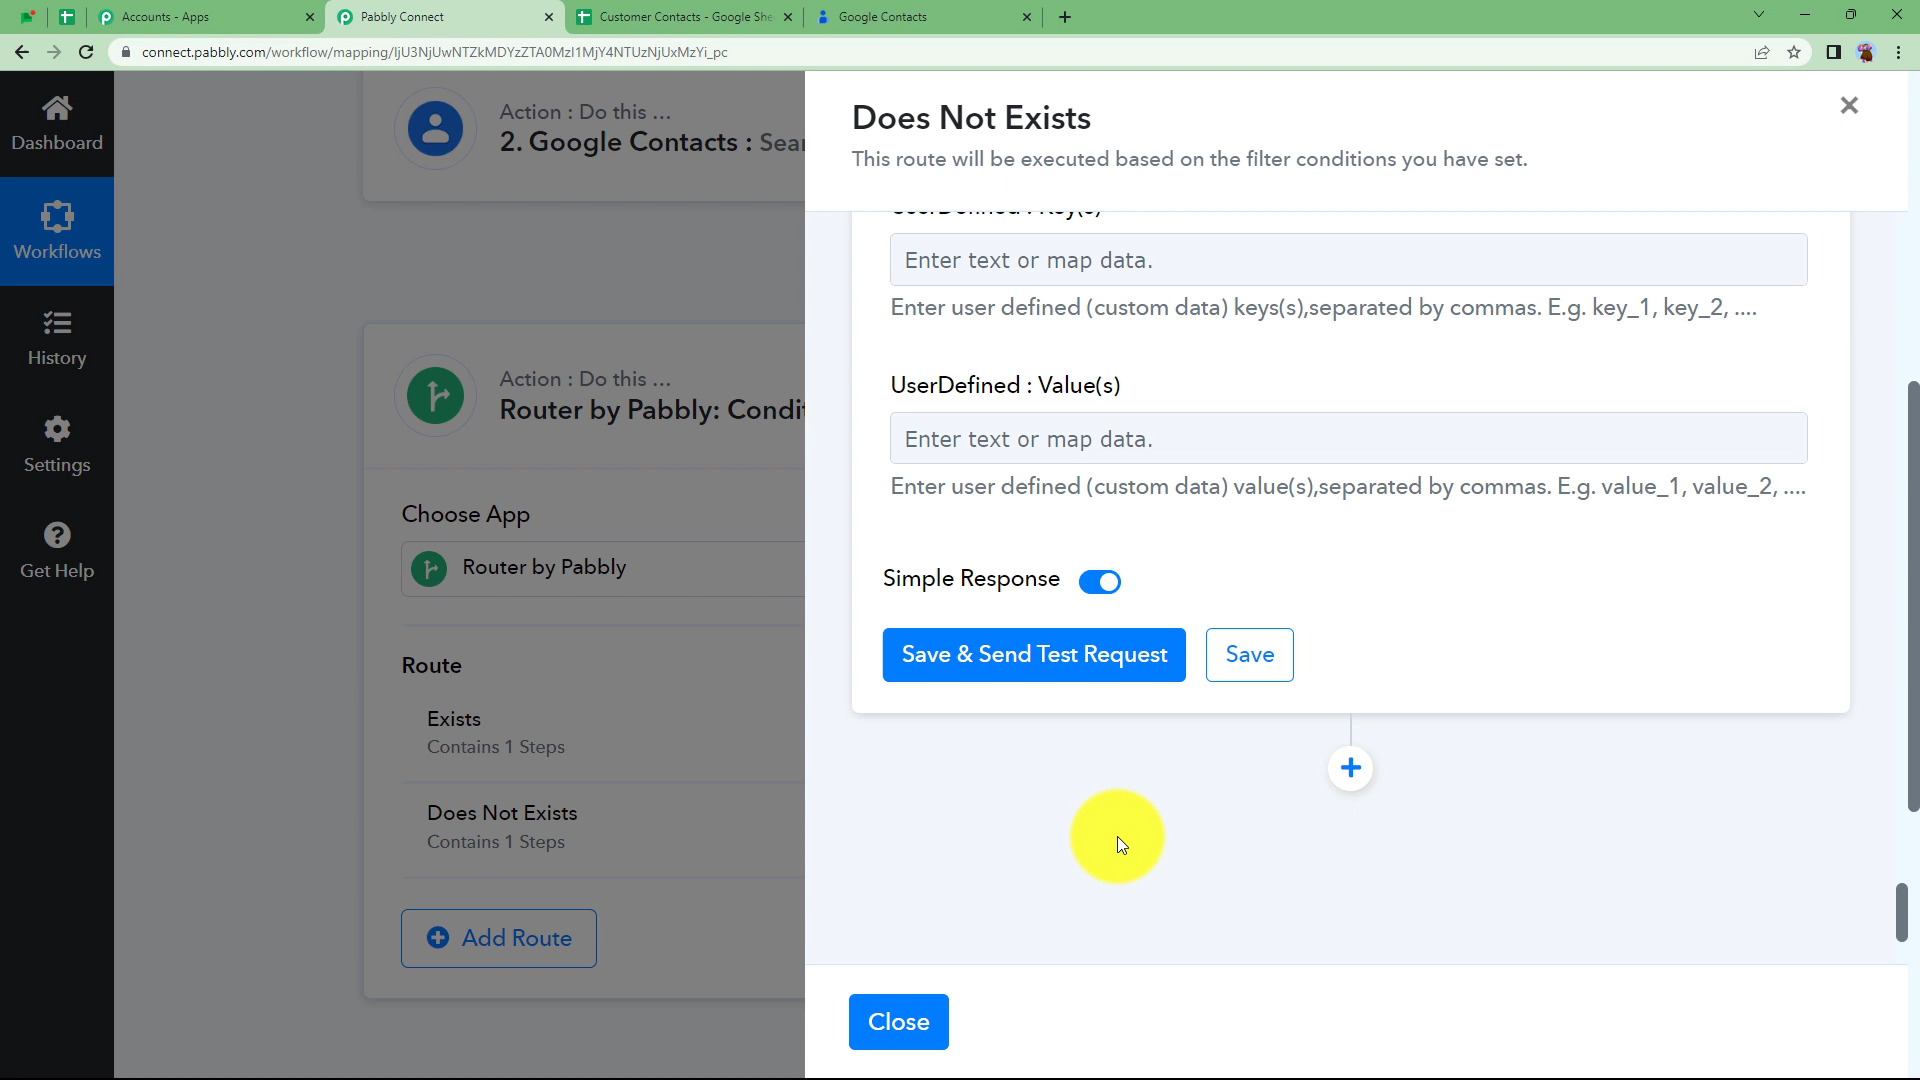 Accounts - Apps
Pabbly Connect
Customer Contacts - Google She
Google Contacts
connect.pabbly.com/workflow/mapping/IjU3NjUwNTZkMDYzZTA0MzI1MjY4NTUzNjUxMzYi_pc
Dashboard
Workflows
History
Settings
Get Help
Action : Do this ...
2. Google Contacts : Sear
Action : Do this ...
Router by Pabbly: Condit
Choose App
Router by Pabbly
Route
Exists
Contains 1 Steps
Does Not Exists
Contains 1 Steps
Add Route
Does Not Exists
This route will be executed based on the filter conditions you have set.
UserDefined : Key(s)
Enter text or map data.
Enter user defined (custom data) keys(s),separated by commas. E.g. key_1, key_2, ....
UserDefined : Value(s)
Enter text or map data.
Enter user defined (custom data) value(s),separated by commas. E.g. value_1, value_2, ....
Simple Response
Save & Send Test Request
Save
Close